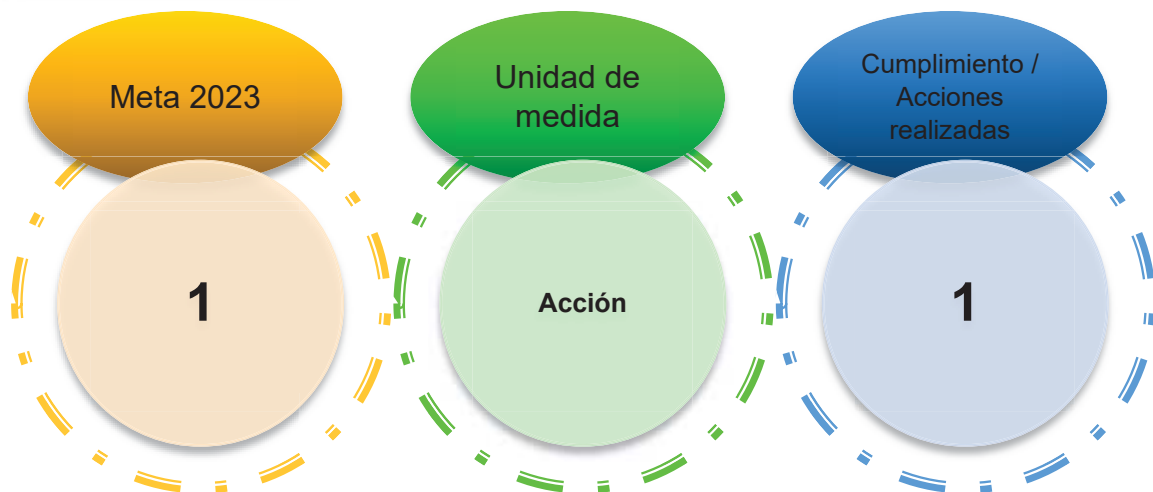 Meta 2023
Unidad de
medida
Cumplimiento /
Acciones
realizadas
1
Acción
1